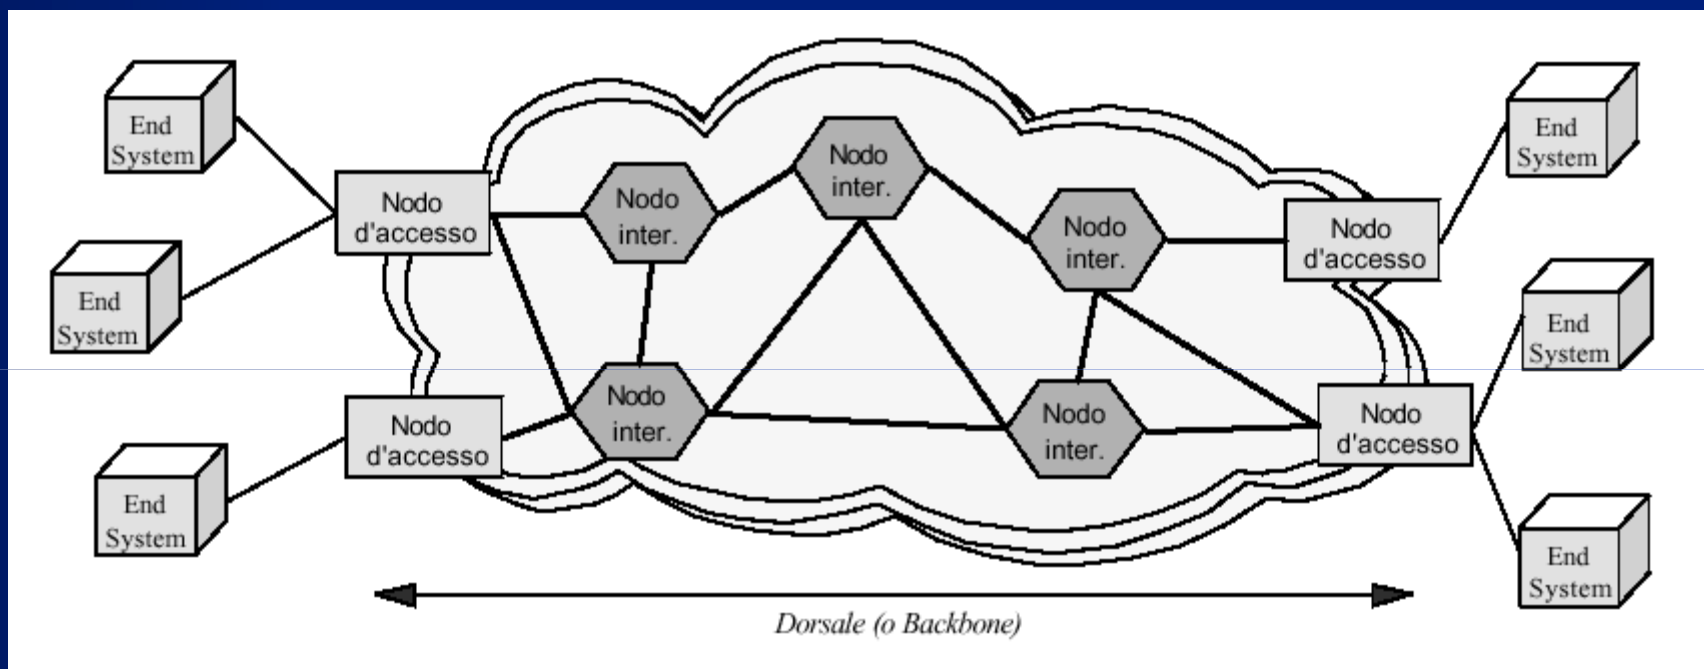 End
System
End
System
End
System
Nodo
d'accesso
Nodo
d'accesso
Nodo
inter.
Nodo
inter.
Nodo
inter.
Nodo
inter.
Nodo
inter.
Nodo
d'accesso
Nodo
d'accesso
End
System
End
System
End
System
Dorsale (o Backbone)